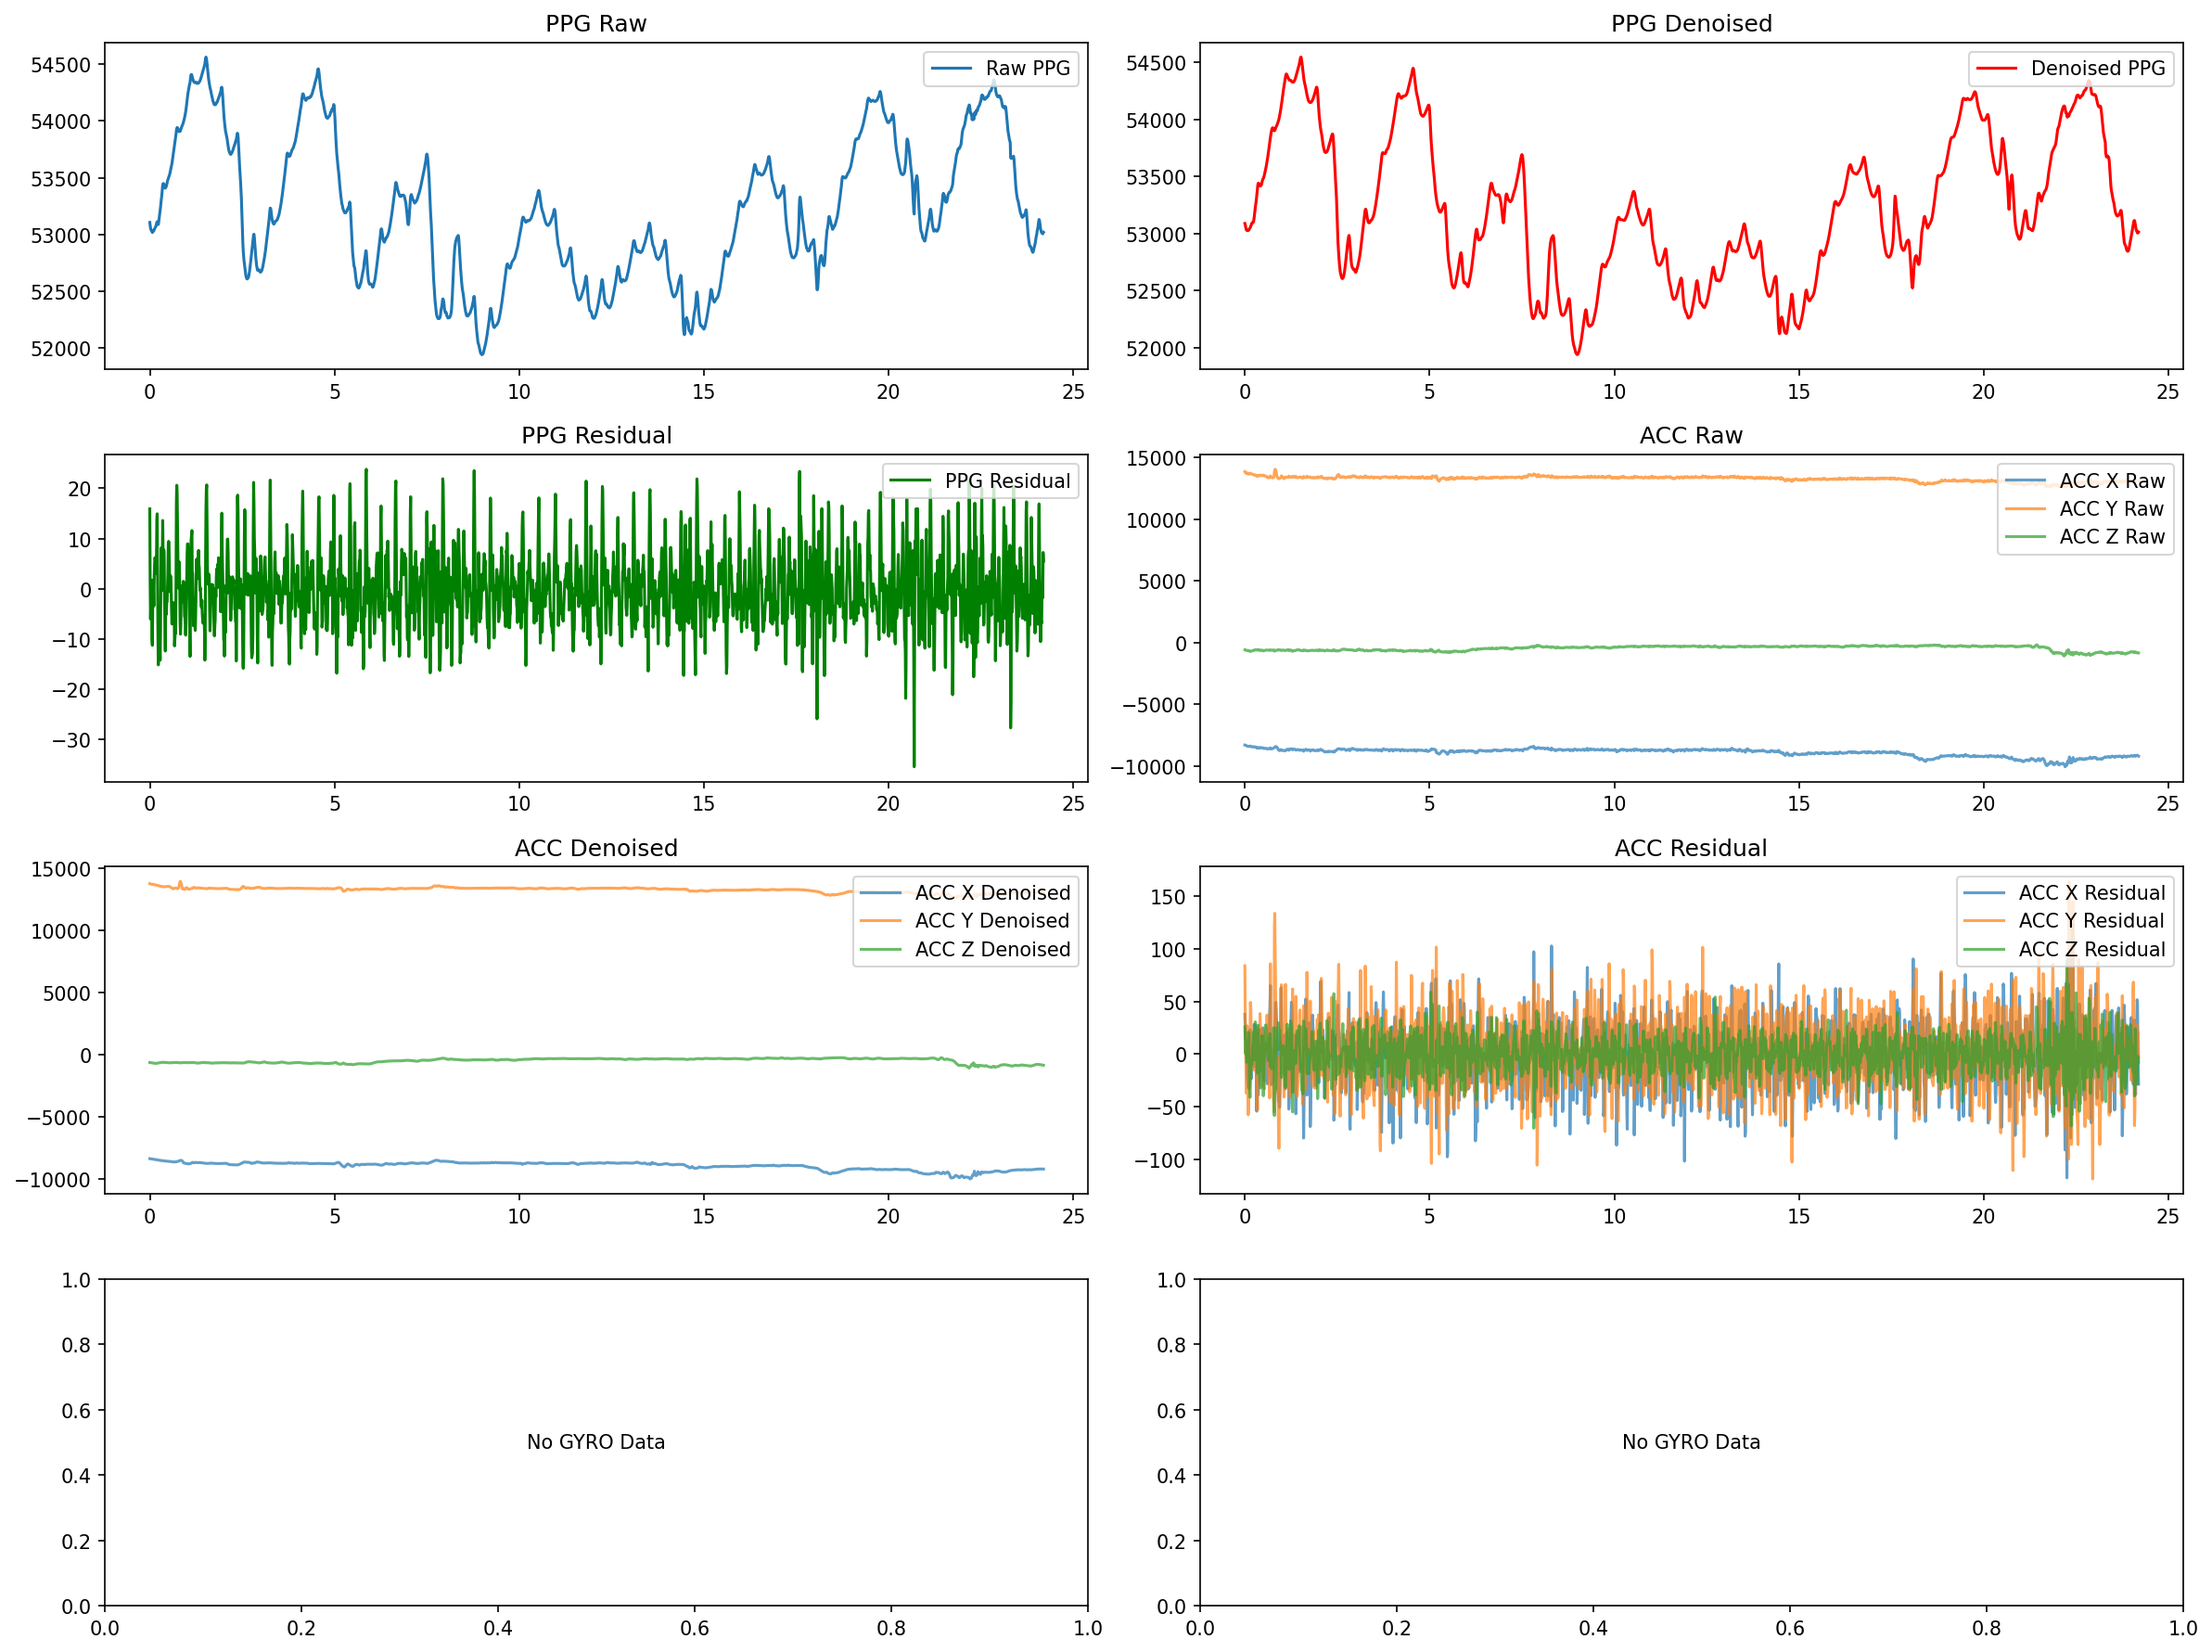 PPG Raw
54500
54000
53500
53000
52500
52000
Raw PPG
0 5 10 15 20 25
PPG Denoised
54500
54000
53500
53000
52500
52000
Denoised PPG
0 5 10 15 20 25
PPG Residual
20
10
0
−10
−20
−30
PPG Residual
0 5 10 15 20 25
ACC Raw
15000
10000
5000
0
−5000
−10000
ACC X Raw
ACC Y Raw
ACC Z Raw
0 5 10 15 20 25
ACC Denoised
15000
10000
5000
0
−5000
−10000
ACC X Denoised
ACC Y Denoised
ACC Z Denoised
0 5 10 15 20 25
ACC Residual
150
100
50
0
−50
−100
ACC X Residual
ACC Y Residual
ACC Z Residual
0 5 10 15 20 25
1.0
0.8
0.6
0.4
0.2
0.0
No GYRO Data
0.0 0.2 0.4 0.6 0.8 1.0
1.0
0.8
0.6
0.4
0.2
0.0
No GYRO Data
0.0 0.2 0.4 0.6 0.8 1.0